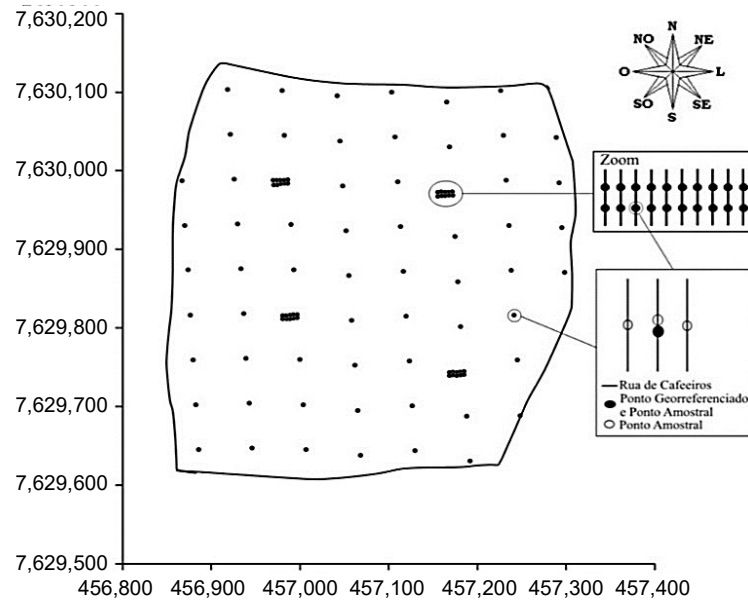 7,630,200
7,630,100
7,630,000
7,629,900
7,629,800
7,629,700
7,629,600
7,629,500
456,800 456,900 457,000 457,100 457,200 457,300 457,400
N
NO NE
O L
SO SE
S
Zoom
Rua de Cafeeiros
Ponto Georreferenciado
e Ponto Amostral
Ponto Amostral